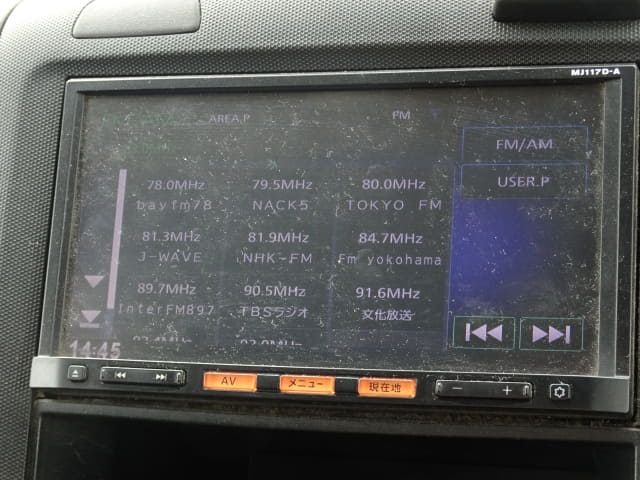 MJ117D-A
AREA.P FM
FM/AM
USER.P
78.0MHz 79.5MHz 80.0MHz
bayfm78 NACK5 TOKYO FM
81.3MHz 81.9MHz 84.7MHz
J-WAVE NHK-FM Fm yokohama
89.7MHz 90.5MHz 91.6MHz
InterFM897 TBSラジオ 文化放送
14:45
AV メニュー 現在地 − +